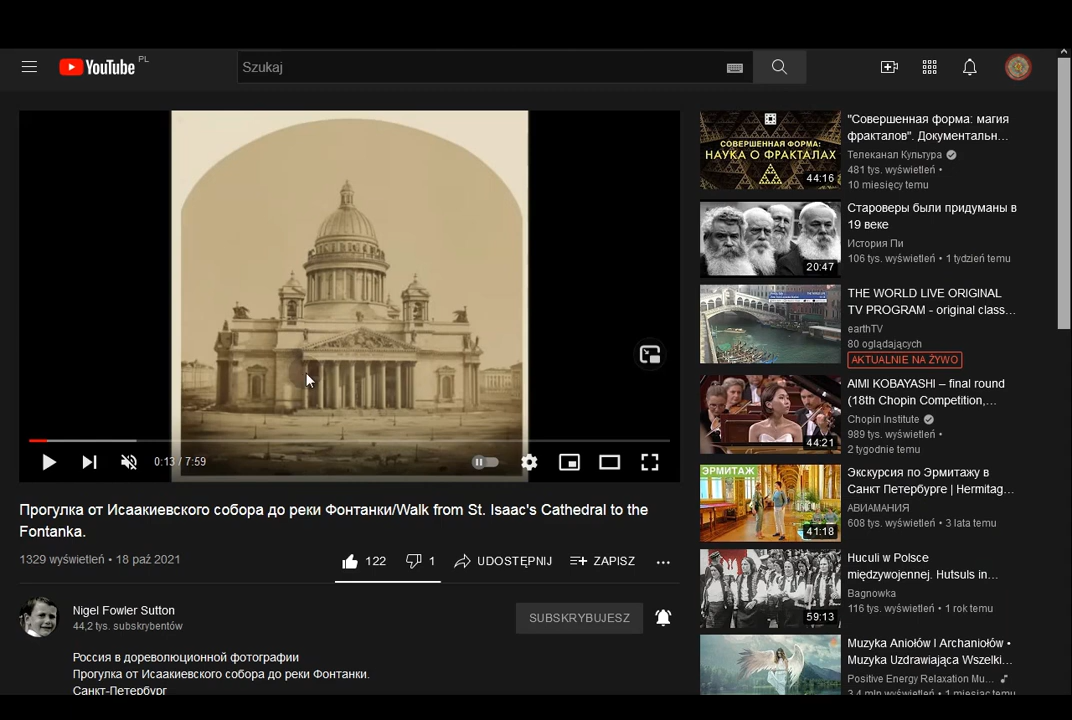 YouTube PL
Szukaj
0:13 / 7:59
Прогулка от Исаакиевского собора до реки Фонтанки/Walk from St. Isaac's Cathedral to the
Fontanka.
1329 wyświetleń • 18 paź 2021
122
1
UDOSTĘPNIJ
ZAPISZ
Nigel Fowler Sutton
44,2 tys. subskrybentów
SUBSKRYBUJESZ
Россия в дореволюционной фотографии
Прогулка от Исаакиевского собора до реки Фонтанки.
Санкт-Петербург
СОВЕРШЕННАЯ ФОРМА:
НАУКА О ФРАКТАЛАХ
44:16
"Совершенная форма: магия
фракталов". Документальн...
Телеканал Культура
481 tys. wyświetleń •
10 miesięcy temu
20:47
Староверы были придуманы в
19 веке
История Пи
106 tys. wyświetleń • 1 tydzień temu
THE WORLD LIVE ORIGINAL
TV PROGRAM - original class...
earthTV
80 oglądających
AKTUALNIE NA ŻYWO
44:21
AIMI KOBAYASHI – final round
(18th Chopin Competition,...
Chopin Institute
989 tys. wyświetleń •
2 tygodnie temu
ЭРМИТАЖ
41:18
Экскурсия по Эрмитажу в
Санкт Петербурге | Hermitag...
АВИАМАНИЯ
608 tys. wyświetleń • 3 lata temu
59:13
Huculi w Polsce
międzywojennej. Hutsuls in...
Bagnowka
116 tys. wyświetleń • 1 rok temu
Muzyka Aniołów I Archaniołów •
Muzyka Uzdrawiająca Wszelki...
Positive Energy Relaxation Mu...
3,4 mln wyświetleń • 1 miesiąc temu